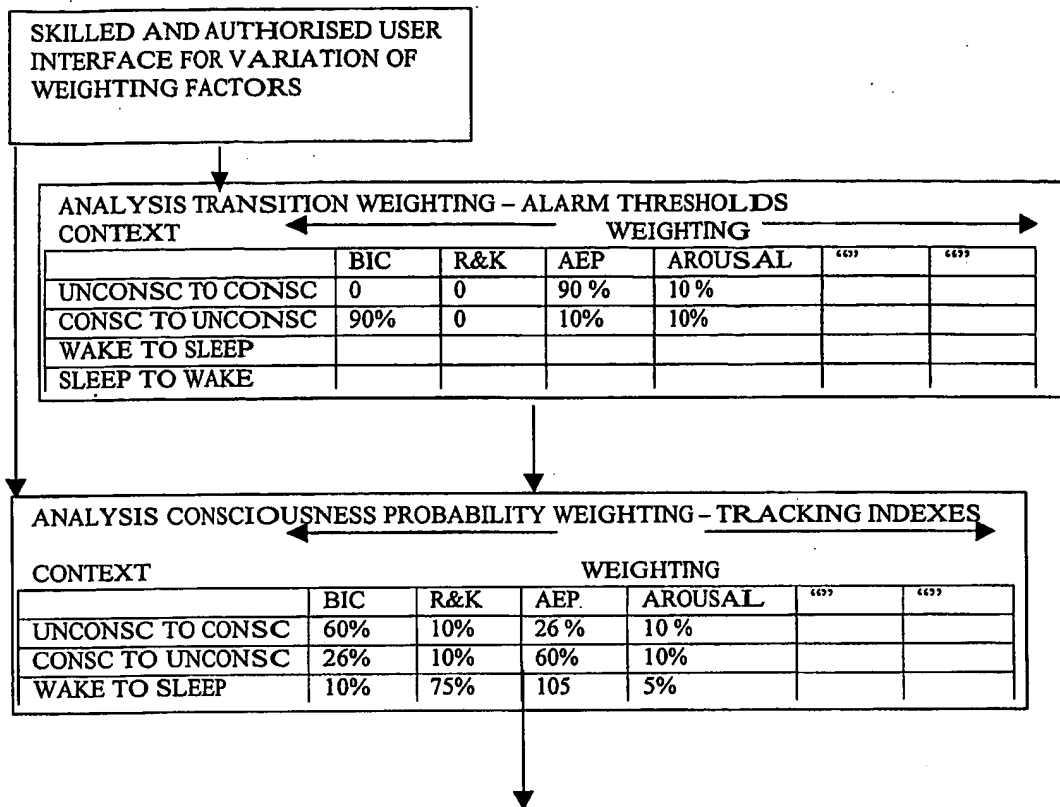 SKILLED AND AUTHORISED USER
INTERFACE FOR VARIATION OF
WEIGHTING FACTORS
ANALYSIS TRANSITION WEIGHTING – ALARM THRESHOLDS
CONTEXT WEIGHTING
BIC R&K AEP AROUSAL “” “”
UNCONSC TO CONSC 0 0 90 % 10 %
CONSC TO UNCONSC 90% 0 10% 10%
WAKE TO SLEEP
SLEEP TO WAKE
ANALYSIS CONSCIOUSNESS PROBABILITY WEIGHTING – TRACKING INDEXES
CONTEXT WEIGHTING
BIC R&K AEP. AROUSAL “” “”
UNCONSC TO CONSC 60% 10% 26 % 10 %
CONSC TO UNCONSC 26% 10% 60% 10%
WAKE TO SLEEP 10% 75% 105 5%